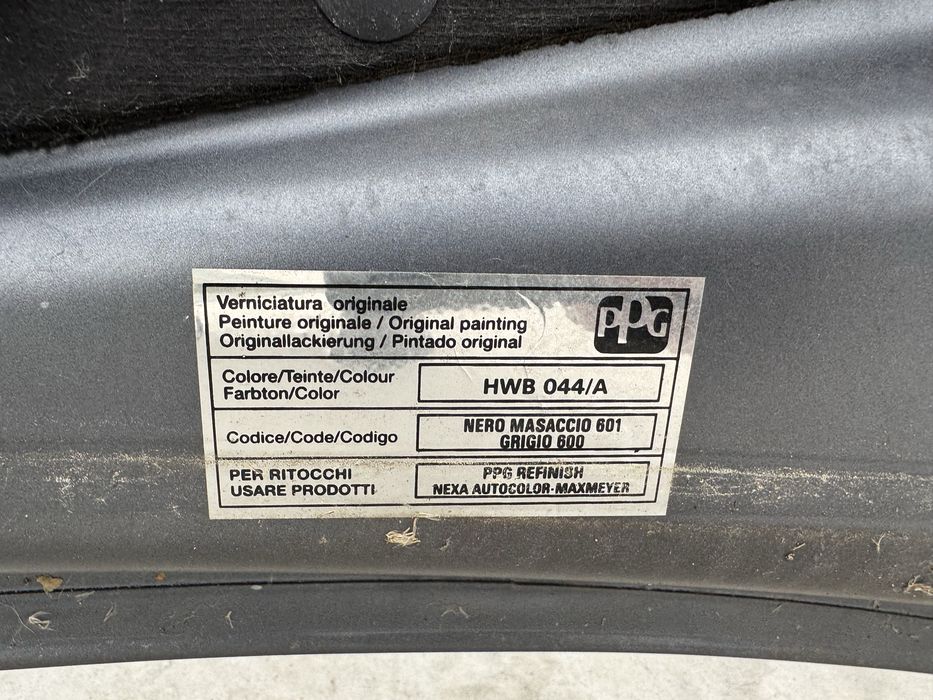 Verniciatura originale
Peinture originale / Original painting
Originallackierung / Pintado original
PPG
Colore/Teinte/Colour
Farbton/Color
HWB 044/A
Codice/Code/Codigo
NERO MASACCIO 601
GRIGIO 600
PER RITOCCHI
USARE PRODOTTI
PPG REFINISH
NEXA AUTOCOLOR-MAXMEYER